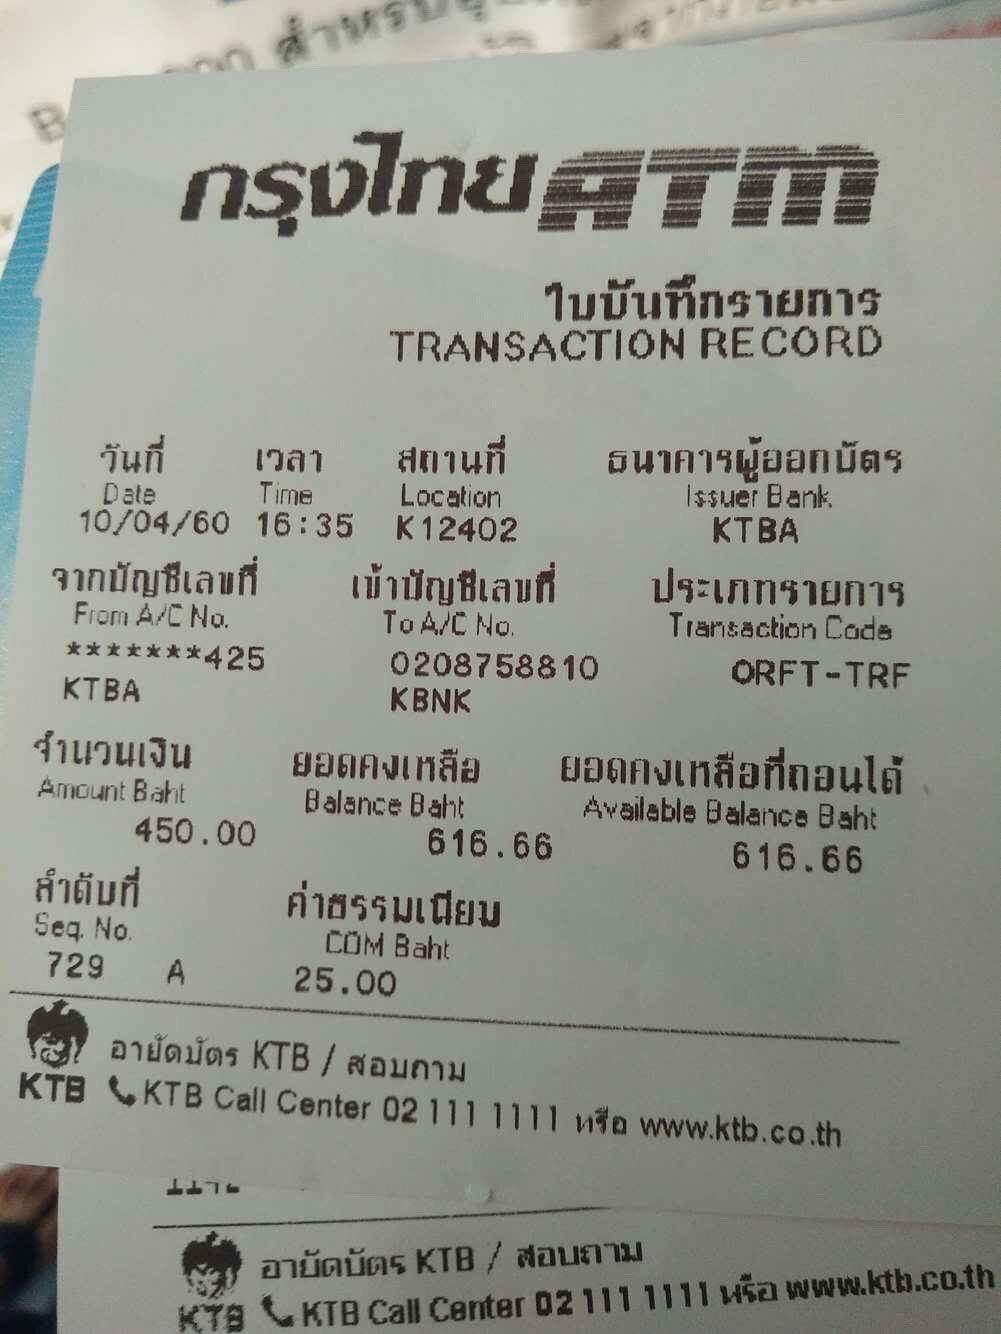 สำหรับ
กรุงไทย ATM
ใบบันทึกรายการ
TRANSACTION RECORD
วันที่ เวลา สถานที่ ธนาคารผู้ออกบัตร
Date Time Location Issuer Bank
10/04/60 16:35 K12402 KTBA
จากบัญชีเลขที่ เข้าบัญชีเลขที่ ประเภทรายการ
From A/C No. To A/C No. Transaction Code
*******425 0208758810 ORFT-TRF
KTBA KBNK
จำนวนเงิน ยอดคงเหลือ ยอดคงเหลือที่ถอนได้
Amount Baht Balance Baht Available Balance Baht
450.00 616.66 616.66
ลำดับที่ ค่าธรรมเนียม
Seq. No. COM Baht
729 A 25.00
อายัดบัตร KTB / สอบถาม
KTB KTB Call Center 02 111 1111 หรือ www.ktb.co.th
อายัดบัตร KTB / สอบถาม
KTB KTB Call Center 02 111 1111 หรือ www.ktb.co.th